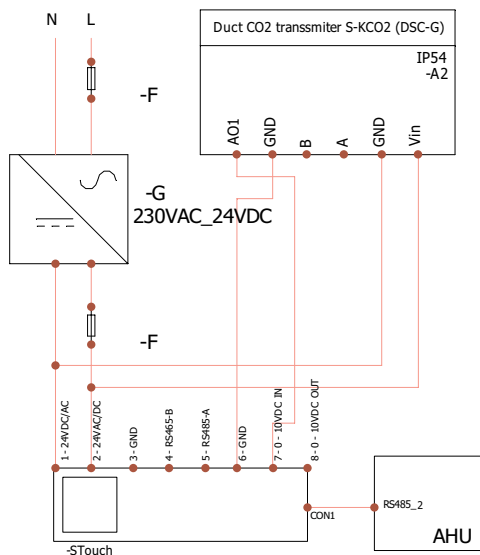 N
L
Duct CO2 transsmiter S-KCO2 (DSC-G)
IP54
-A2
-F
AO1
GND
B
A
GND
Vin
-G
230VAC_24VDC
-F
1 - 24VDC/AC
2 - 24VAC/DC
3 - GND
4 - RS465-B
5 - RS485-A
6 - GND
7 - 0 - 10VDC IN
8 - 0 - 10VDC OUT
CON1
RS485_2
AHU
-STouch